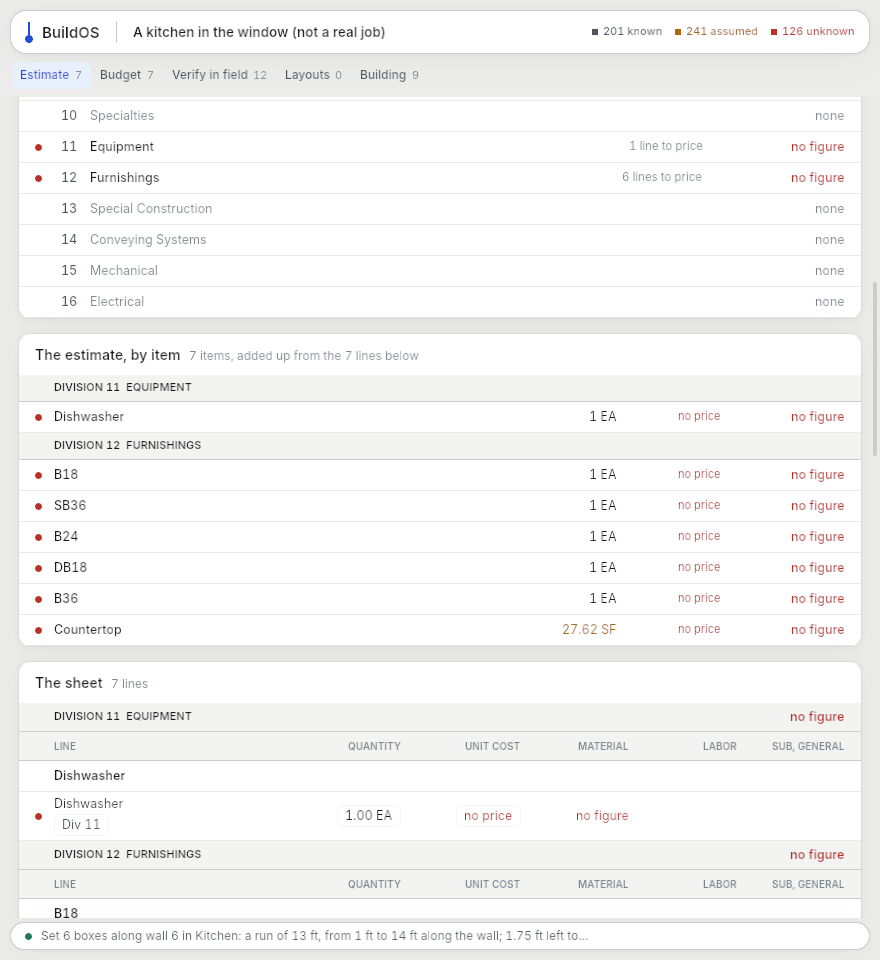 BuildOS
A kitchen in the window (not a real job)
201 known 241 assumed 126 unknown
Estimate 7 Budget 7 Verify in field 12 Layouts 0 Building 9
10 Specialties none
11 Equipment 1 line to price no figure
12 Furnishings 6 lines to price no figure
13 Special Construction none
14 Conveying Systems none
15 Mechanical none
16 Electrical none
The estimate, by item 7 items, added up from the 7 lines below
DIVISION 11 EQUIPMENT
Dishwasher 1 EA no price no figure
DIVISION 12 FURNISHINGS
B18 1 EA no price no figure
SB36 1 EA no price no figure
B24 1 EA no price no figure
DB18 1 EA no price no figure
B36 1 EA no price no figure
Countertop 27.62 SF no price no figure
The sheet 7 lines
DIVISION 11 EQUIPMENT no figure
LINE QUANTITY UNIT COST MATERIAL LABOR SUB, GENERAL
Dishwasher
Dishwasher
Div 11 1.00 EA no price no figure
DIVISION 12 FURNISHINGS no figure
LINE QUANTITY UNIT COST MATERIAL LABOR SUB, GENERAL
B18
Set 6 boxes along wall 6 in Kitchen: a run of 13 ft, from 1 ft to 14 ft along the wall; 1.75 ft left to…